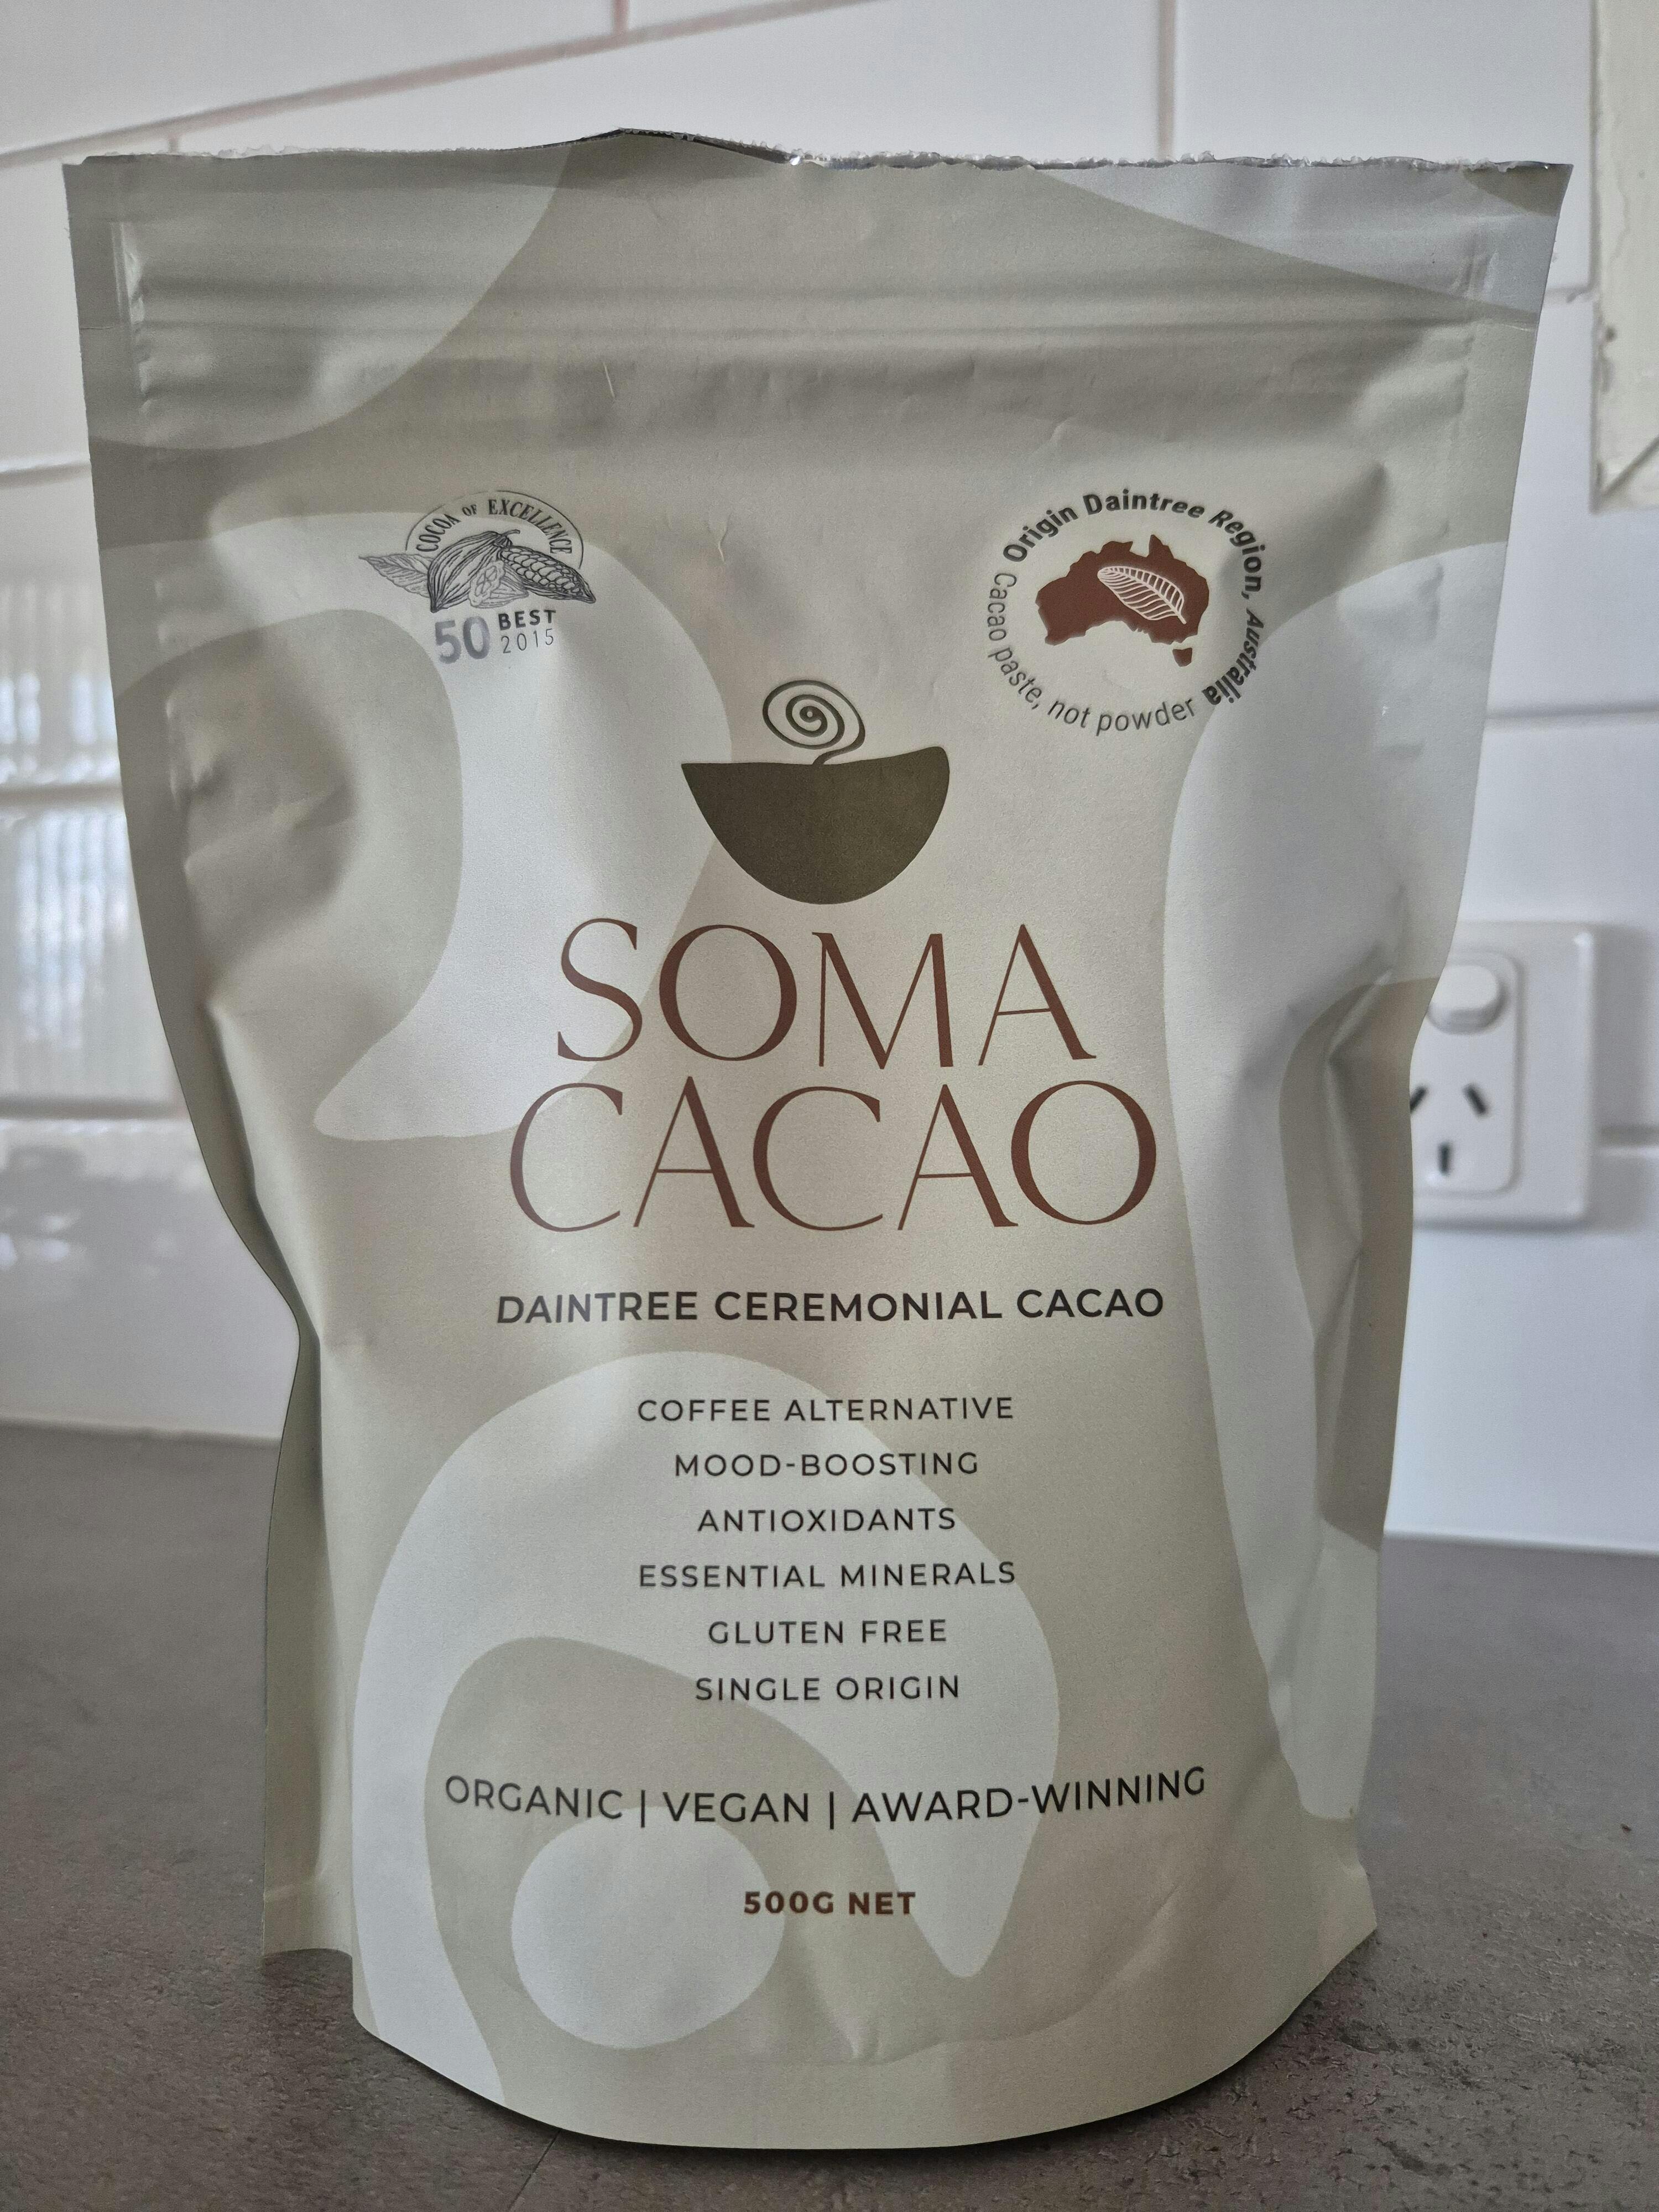 COCOA OF EXCELLENCE
50 BEST
2015
Origin Daintree Region, Australia
Cacao paste, not powder
SOMA
CACAO
DAINTREE CEREMONIAL CACAO
COFFEE ALTERNATIVE
MOOD-BOOSTING
ANTIOXIDANTS
ESSENTIAL MINERALS
GLUTEN FREE
SINGLE ORIGIN
ORGANIC | VEGAN | AWARD-WINNING
500G NET